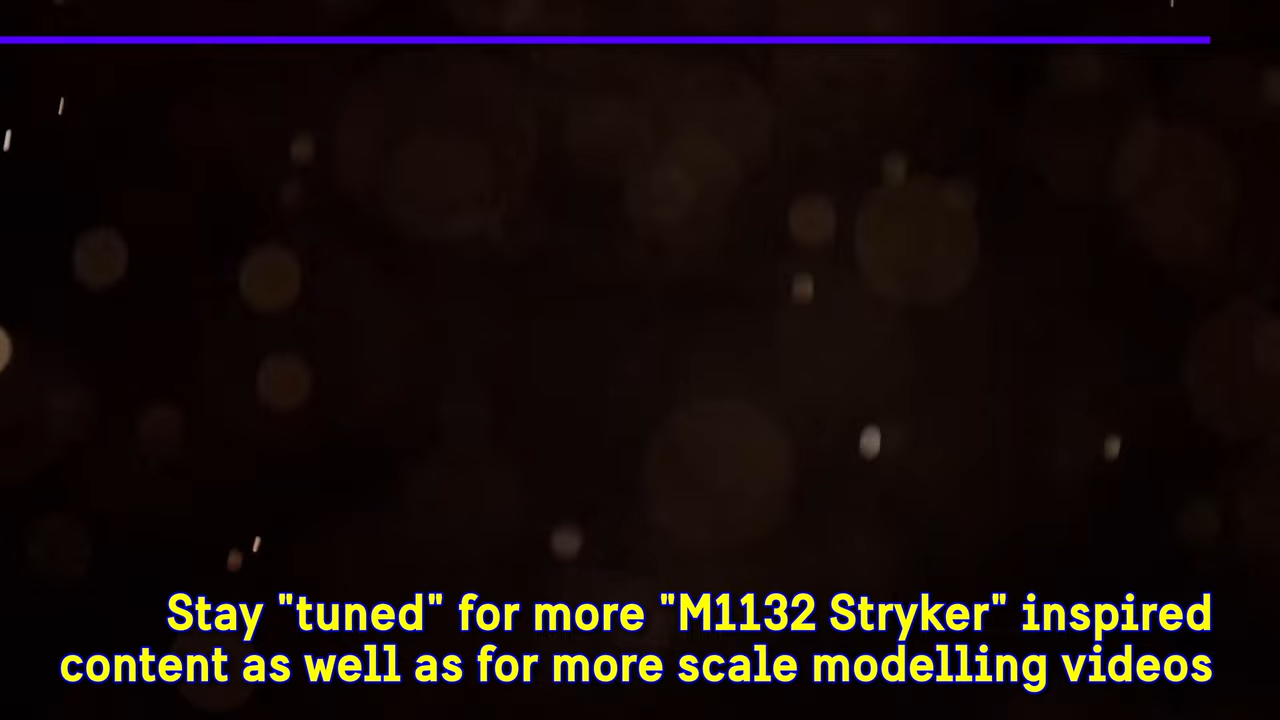 Stay "tuned" for more "M1132 Stryker" inspired
content as well as for more scale modelling videos